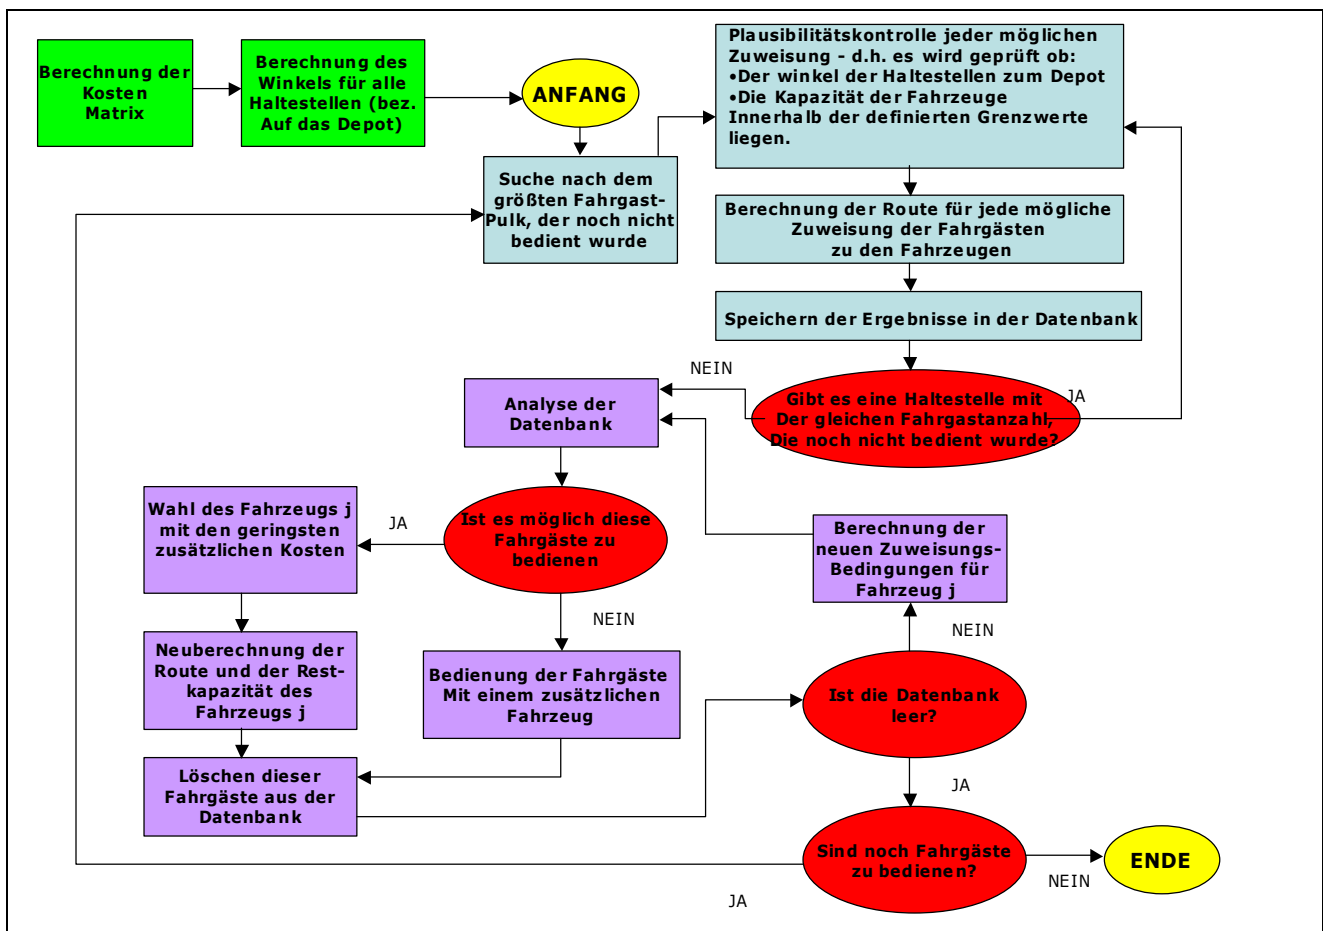 Berechnung der
Kosten
Matrix
Berechnung des
Winkels für alle
Haltestellen (bez.
Auf das Depot)
ANFANG
Suche nach dem
größten Fahrgast-
Pulk, der noch nicht
bedient wurde
Plausibilitätskontrolle jeder möglichen
Zuweisung - d.h. es wird geprüft ob:
•Der winkel der Haltestellen zum Depot
•Die Kapazität der Fahrzeuge
Innerhalb der definierten Grenzwerte
liegen.
Berechnung der Route für jede mögliche
Zuweisung der Fahrgästen
zu den Fahrzeugen
Speichern der Ergebnisse in der Datenbank
Gibt es eine Haltestelle mit
Der gleichen Fahrgastanzahl,
Die noch nicht bedient wurde?
JA
NEIN
Analyse der
Datenbank
Ist es möglich diese
Fahrgäste zu
bedienen
JA
Wahl des Fahrzeugs j
mit den geringsten
zusätzlichen Kosten
Neuberechnung der
Route und der Rest-
kapazität des
Fahrzeugs j
NEIN
Bedienung der Fahrgäste
Mit einem zusätzlichen
Fahrzeug
Löschen dieser
Fahrgäste aus der
Datenbank
Ist die Datenbank
leer?
NEIN
Berechnung der
neuen Zuweisungs-
Bedingungen für
Fahrzeug j
JA
Sind noch Fahrgäste
zu bedienen?
JA
NEIN
ENDE